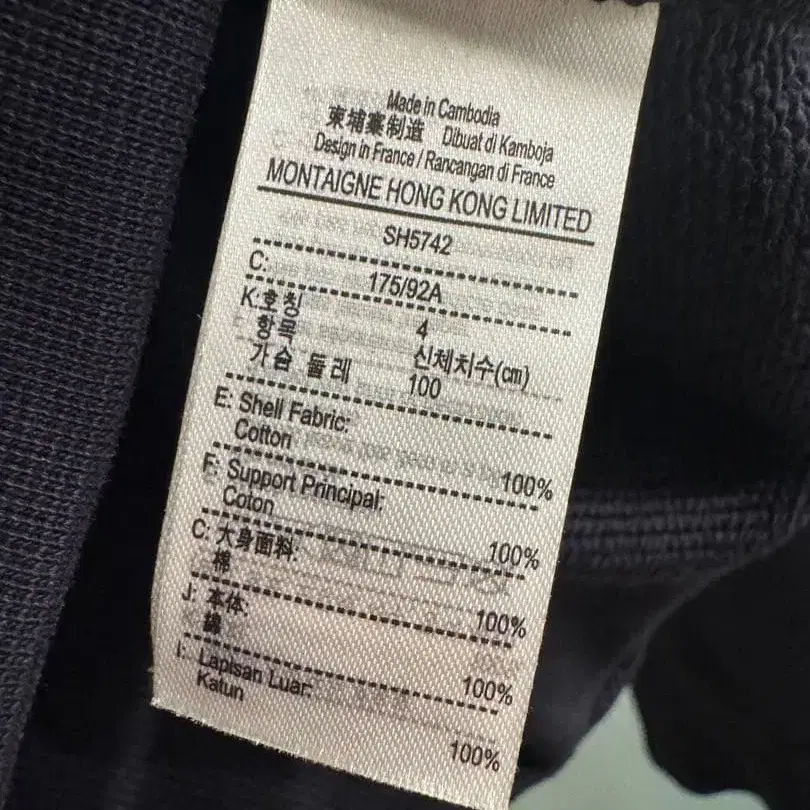 Made in Cambodia
柬埔寨制造 Dibuat di Kamboja
Design in France / Rancangan di France
MONTAIGNE HONG KONG LIMITED
SH5742
C: 175/92A
K:호칭 4
항목 신체치수(cm)
가슴 둘레 100
E: Shell Fabric:
Cotton 100%
F: Support Principal:
Coton 100%
C: 大身面料:
棉 100%
J: 本体:
綿 100%
I: Lapisan Luar:
Katun 100%